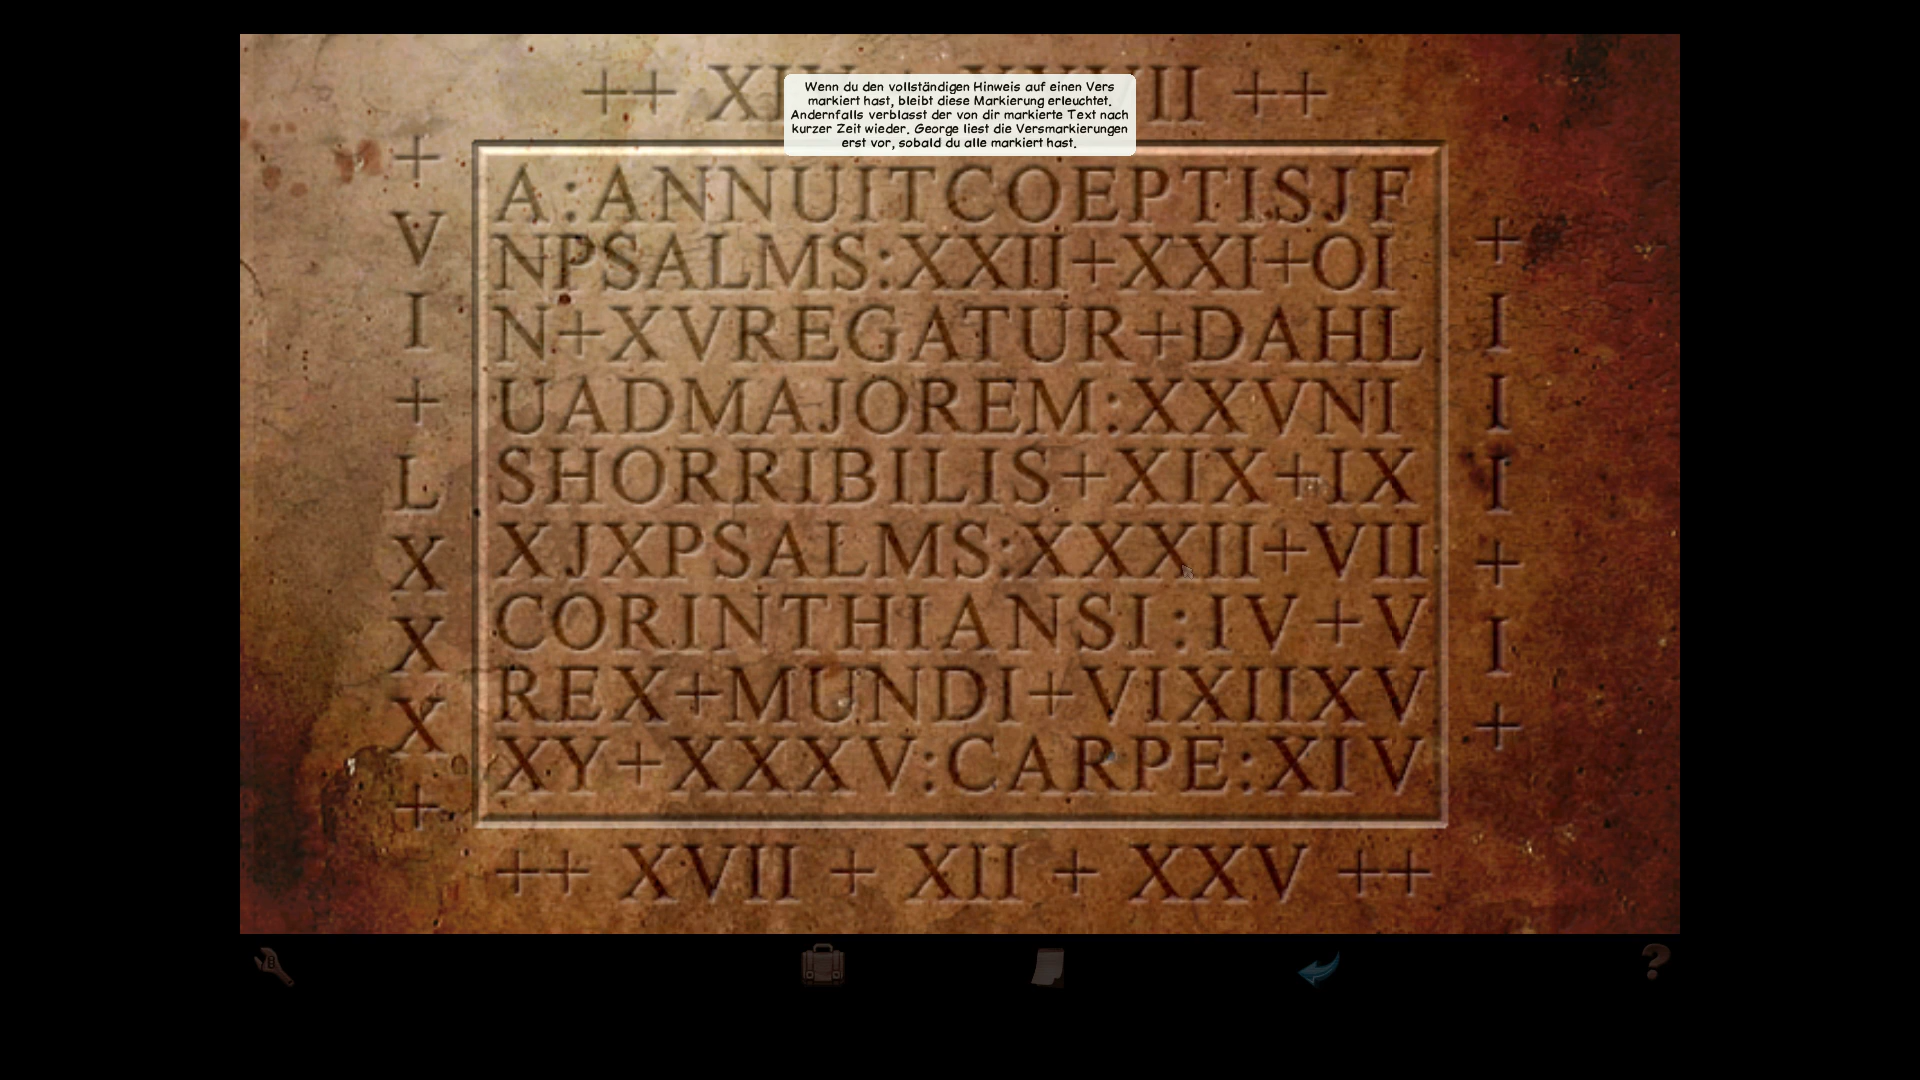 ++ XIV + XXVII ++
Wenn du den vollständigen Hinweis auf einen Vers
markiert hast, bleibt diese Markierung erleuchtet.
Andernfalls verblasst der von dir markierte Text nach
kurzer Zeit wieder. George liest die Versmarkierungen
erst vor, sobald du alle markiert hast.
+
V
I
+
L
X
X
X
+
A:ANNUITCOEPTISJF
NPSALMS:XXII+XXI+OI
N+XVREGATUR+DAHL
UADMAJOREM:XXVNI
SHORRIBILIS+XIX+IX
XJXPSALMS:XXXII+VII
CORINTHIANSI:IV+V
REX+MUNDI+VIXIIXV
XY+XXXV:CARPE:XIV
+
I
I
I
+
I
+
++ XVII + XII + XXV ++
?